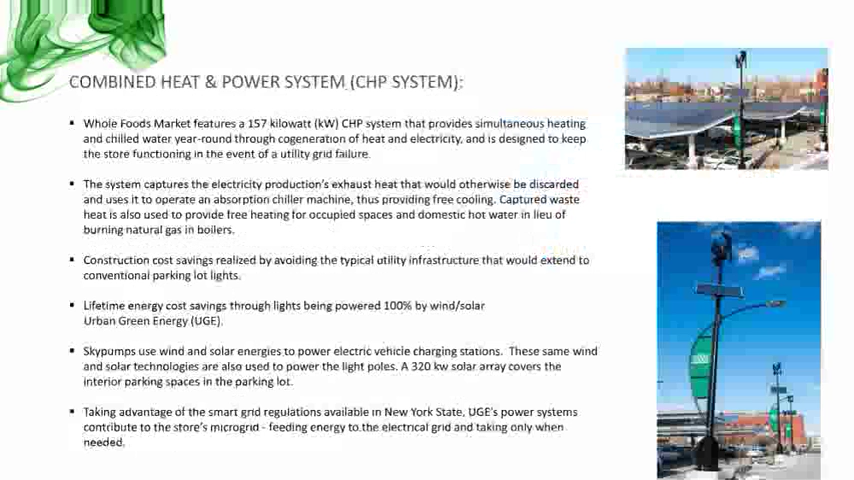 COMBINED HEAT & POWER SYSTEM (CHP SYSTEM):
▪ Whole Foods Market features a 157 kilowatt (kW) CHP system that provides simultaneous heating
and chilled water year-round through cogeneration of heat and electricity, and is designed to keep
the store functioning in the event of a utility grid failure.
▪ The system captures the electricity production's exhaust heat that would otherwise be discarded
and uses it to operate an absorption chiller machine, thus providing free cooling. Captured waste
heat is also used to provide free heating for occupied spaces and domestic hot water in lieu of
burning natural gas in boilers.
▪ Construction cost savings realized by avoiding the typical utility infrastructure that would extend to
conventional parking lot lights.
▪ Lifetime energy cost savings through lights being powered 100% by wind/solar
Urban Green Energy (UGE).
▪ Skypumps use wind and solar energies to power electric vehicle charging stations. These same wind
and solar technologies are also used to power the light poles. A 320 kw solar array covers the
interior parking spaces in the parking lot.
▪ Taking advantage of the smart grid regulations available in New York State, UGE's power systems
contribute to the store's microgrid - feeding energy to the electrical grid and taking only when
needed.